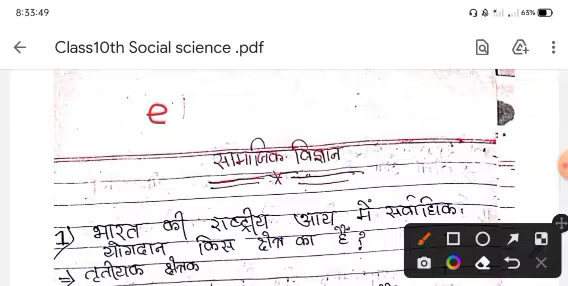 8:33:49
63%
Class10th Social science .pdf
e
सामाजिक विज्ञान
1) भारत की राष्ट्रीय आय में सर्वाधिक
योगदान किस क्षेत्र का है?
⇒ तृतीयक क्षेत्रक